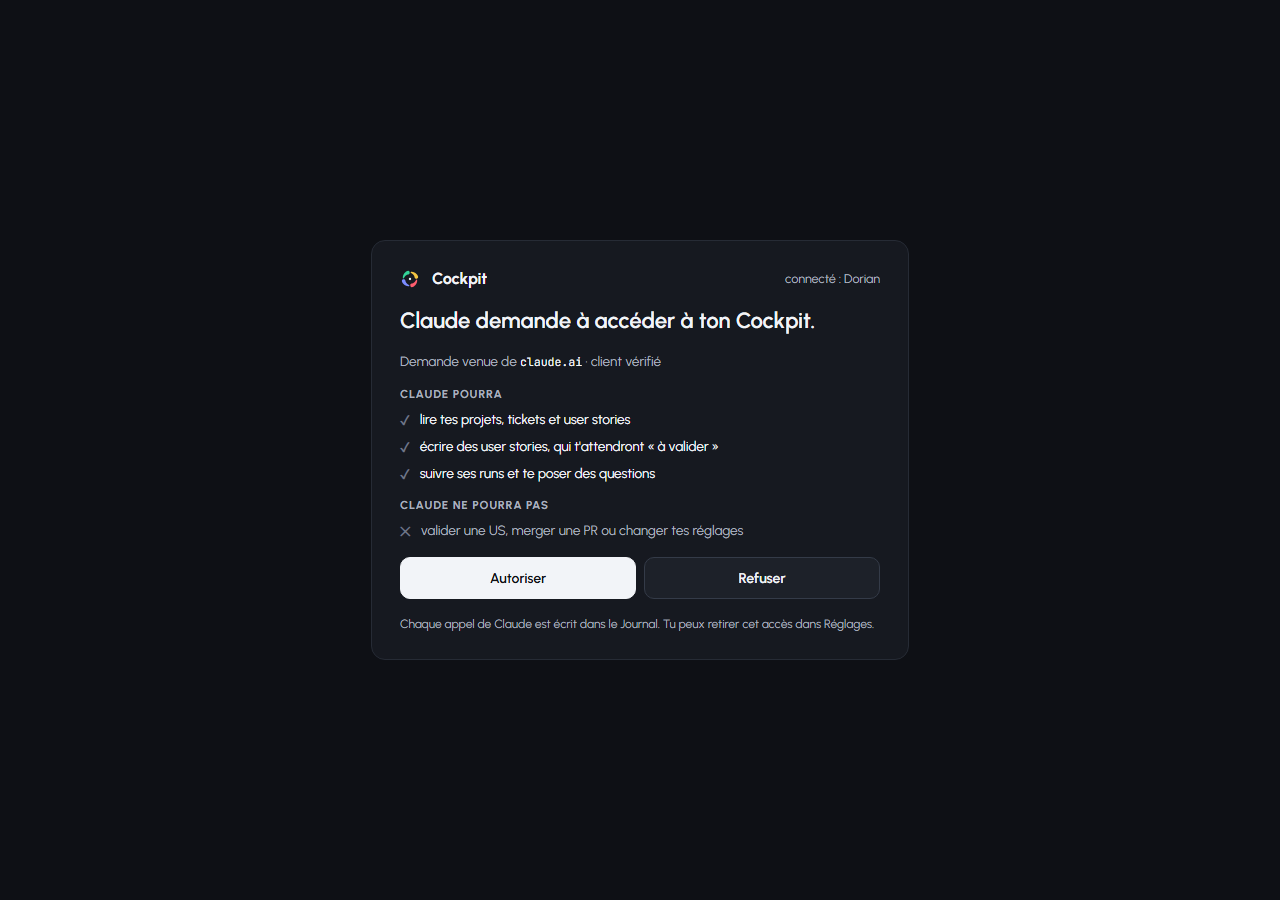 Cockpit
connecté : Dorian
Claude demande à accéder à ton Cockpit.
Demande venue de claude.ai · client vérifié
CLAUDE POURRA
✓ lire tes projets, tickets et user stories
✓ écrire des user stories, qui t'attendront « à valider »
✓ suivre ses runs et te poser des questions
CLAUDE NE POURRA PAS
✕ valider une US, merger une PR ou changer tes réglages
Autoriser
Refuser
Chaque appel de Claude est écrit dans le Journal. Tu peux retirer cet accès dans Réglages.